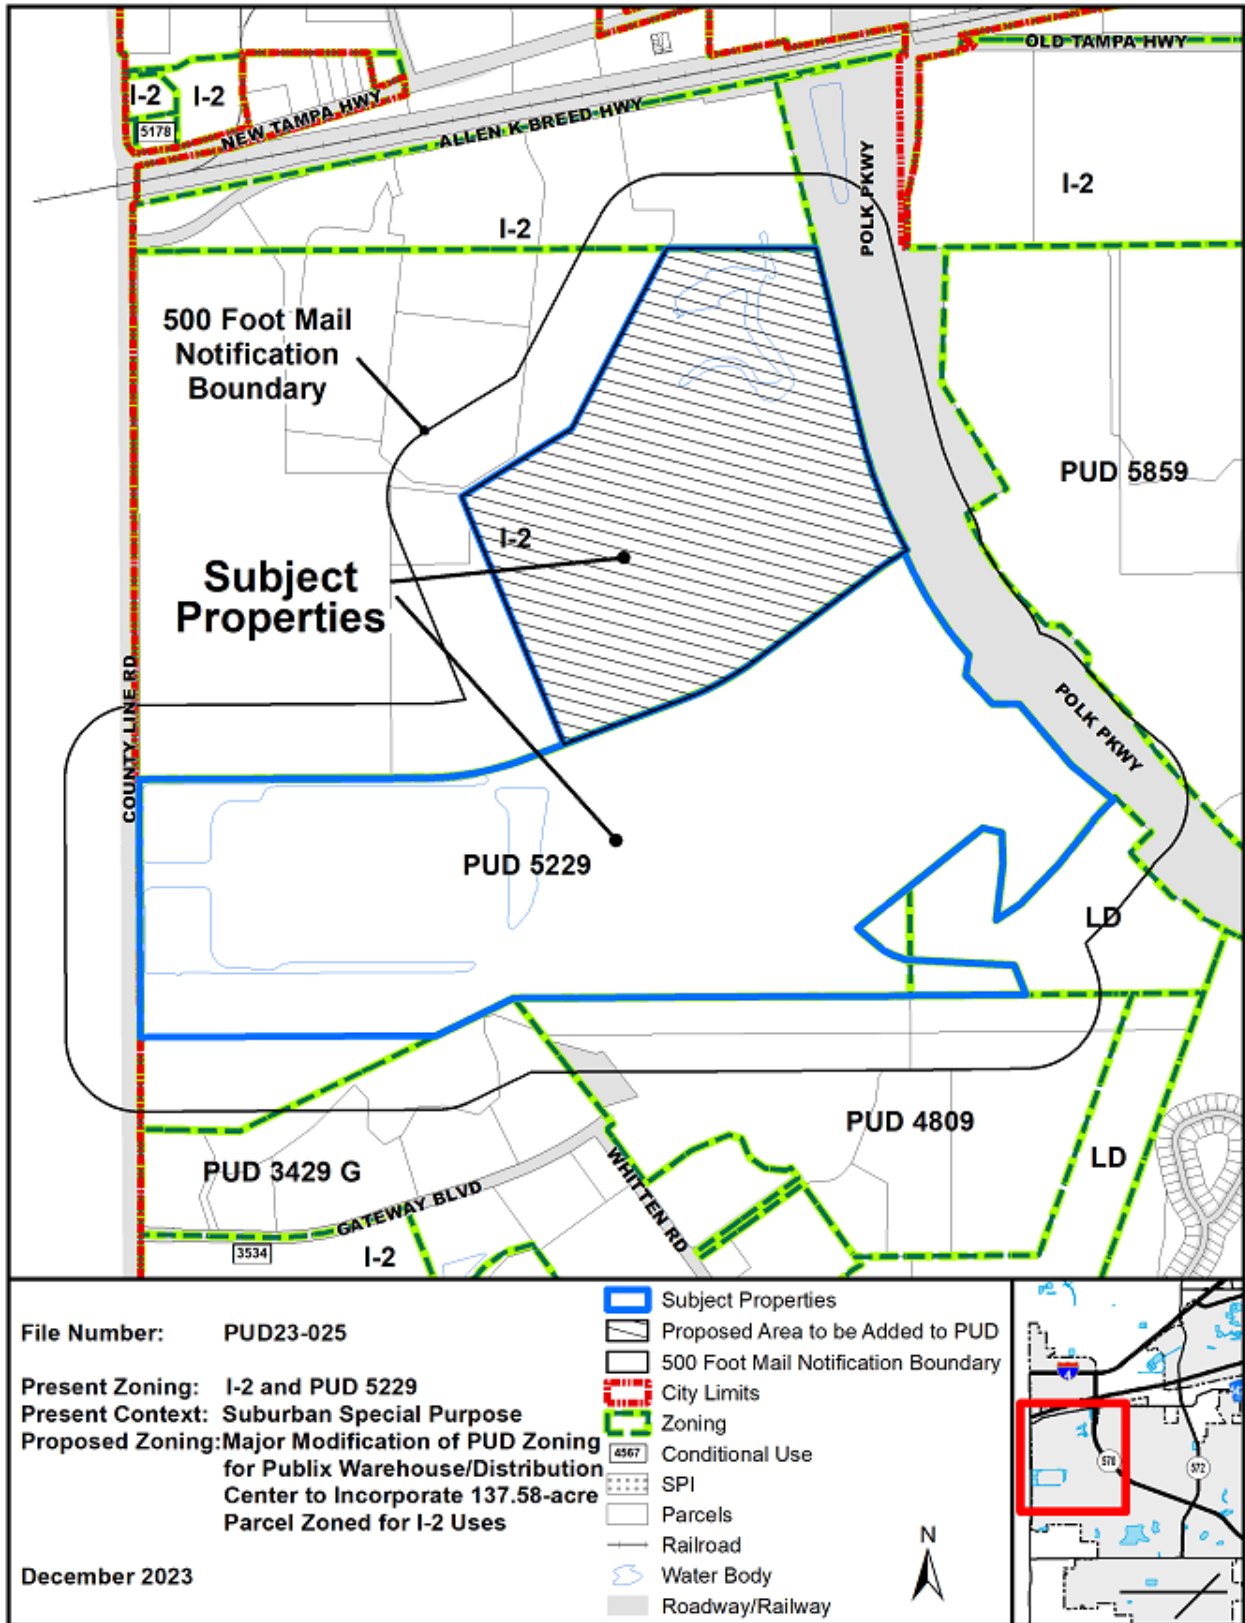 OLD TAMPA HWY
I-2
I-2
5178
NEW TAMPA HWY
ALLEN K BREED HWY
POLK PKWY
I-2
I-2
500 Foot Mail
Notification
Boundary
PUD 5859
I-2
Subject
Properties
COUNTY LINE RD
POLK PKWY
PUD 5229
LD
PUD 4809
LD
PUD 3429 G
WHITTEN RD
GATEWAY BLVD
3534
I-2
File Number: PUD23-025
Present Zoning: I-2 and PUD 5229
Present Context: Suburban Special Purpose
Proposed Zoning: Major Modification of PUD Zoning
for Publix Warehouse/Distribution
Center to Incorporate 137.58-acre
Parcel Zoned for I-2 Uses
December 2023
Subject Properties
Proposed Area to be Added to PUD
500 Foot Mail Notification Boundary
City Limits
Zoning
4567 Conditional Use
SPI
Parcels
Railroad
Water Body
Roadway/Railway
N
4
570
572